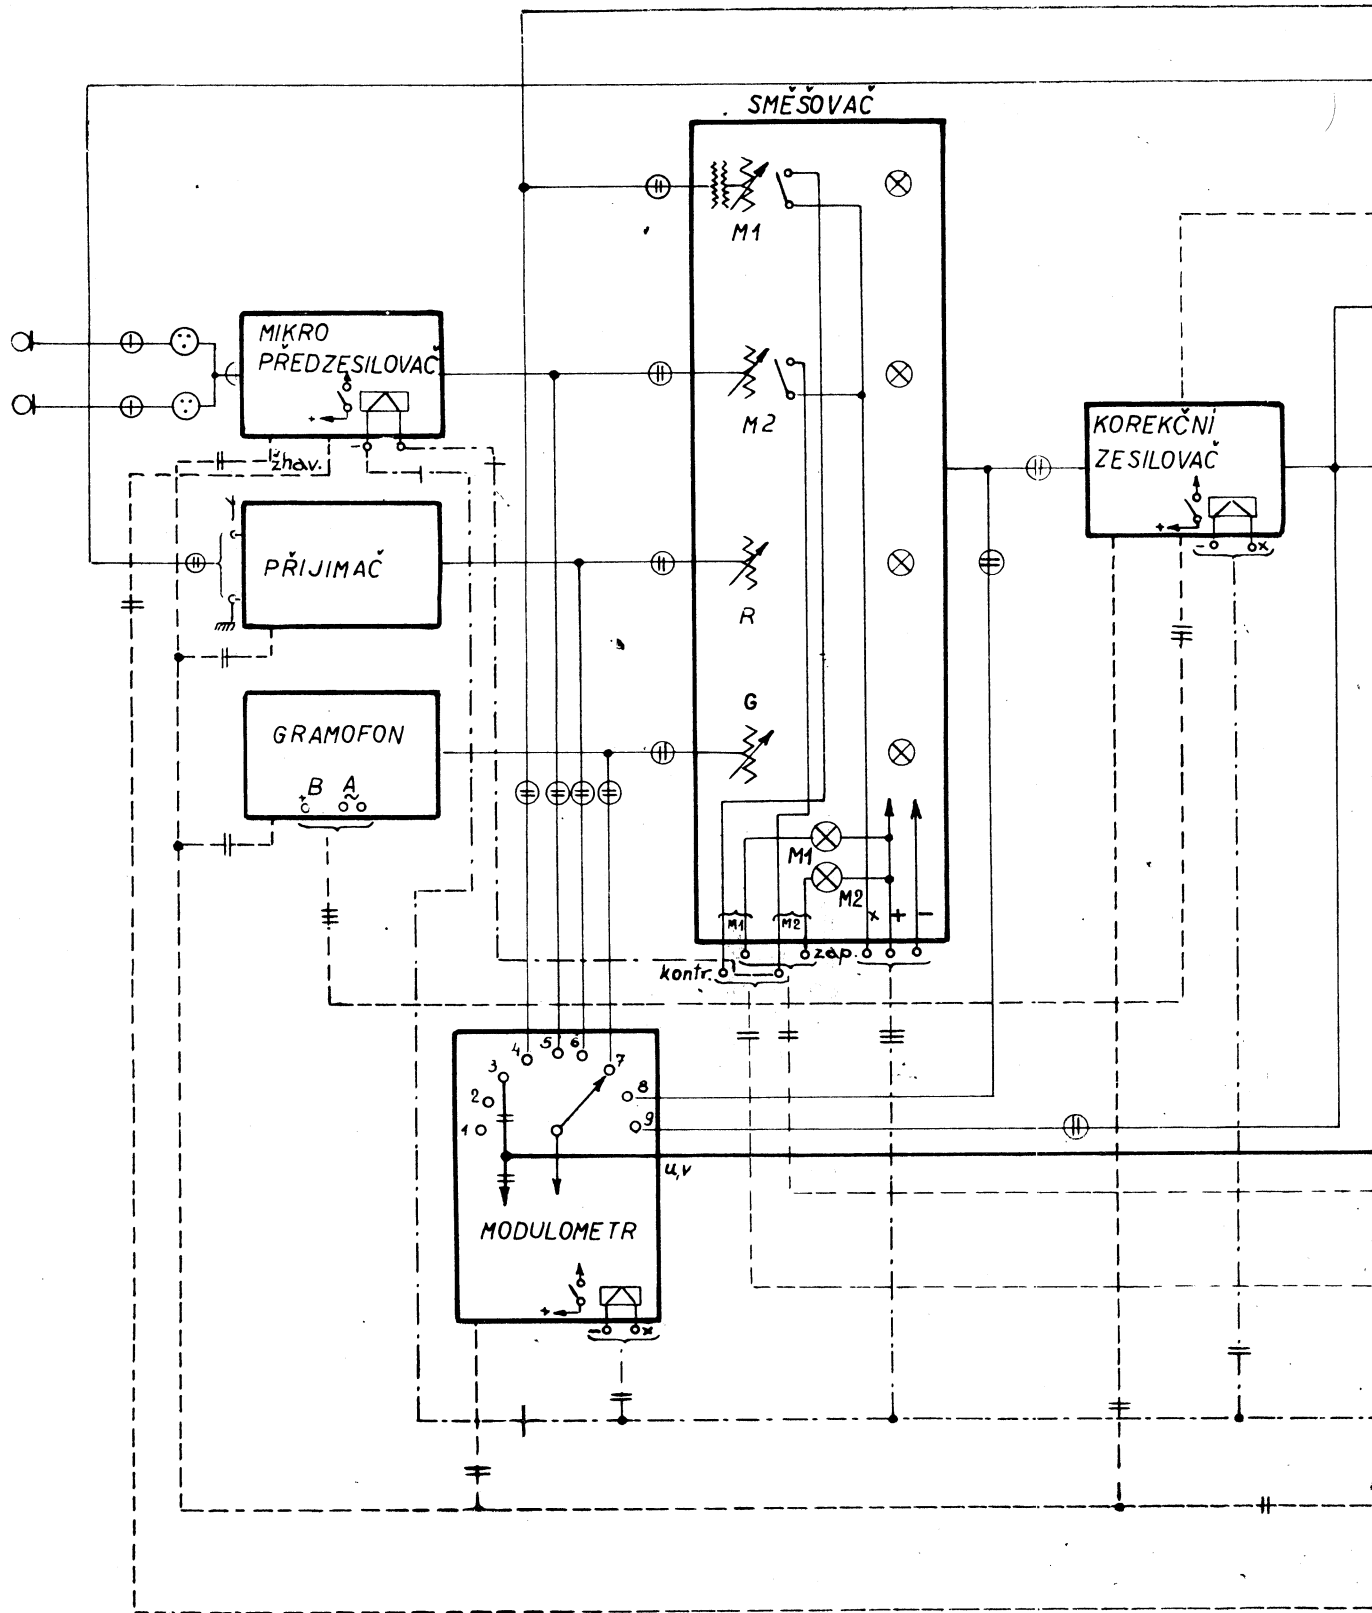 SMĚŠOVAČ
M1
MIKRO
PŘEDZESILOVAČ
+
-
žhav.
M2
KOREKČNÍ
ZESILOVAČ
+
- x
PŘIJIMAČ
R
G
GRAMOFON
+ B A
~
M1
M2
M1 M2 x + -
zap.
kontr.
1 2 3 4 5 6 7 8 9
u,v
MODULOMETR
+
- x